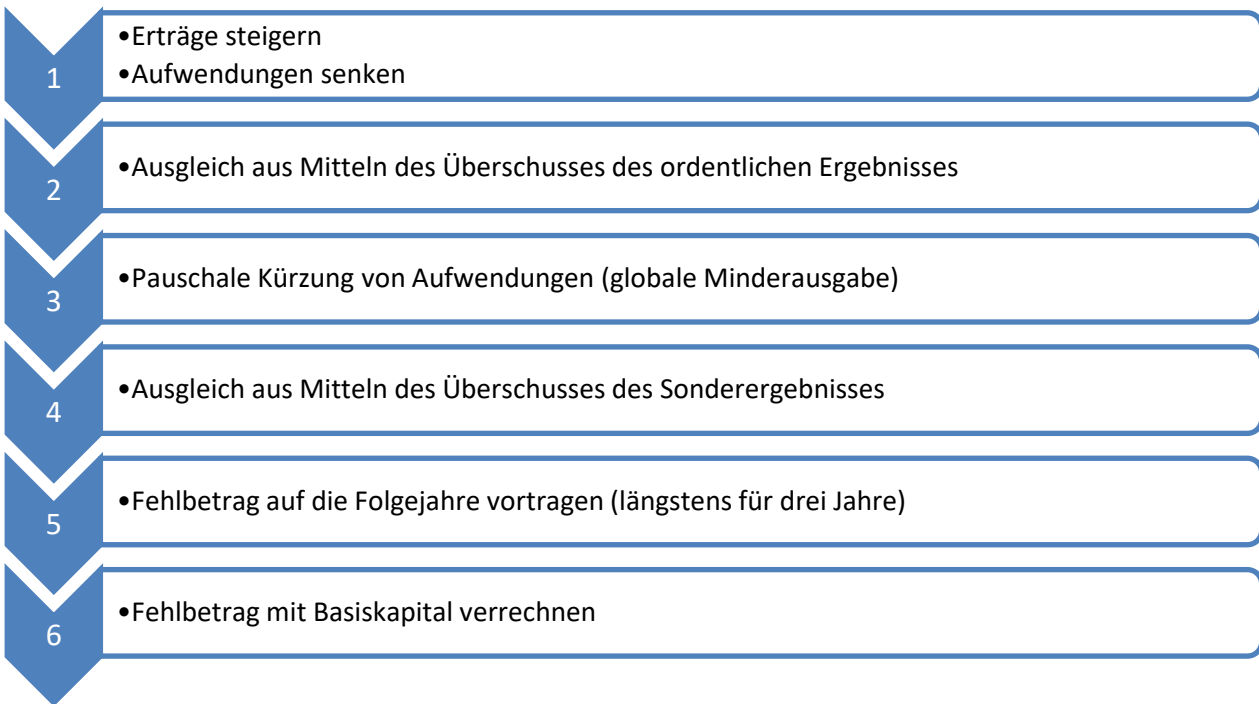 1
•Erträge steigern
•Aufwendungen senken
2
•Ausgleich aus Mitteln des Überschusses des ordentlichen Ergebnisses
3
•Pauschale Kürzung von Aufwendungen (globale Minderausgabe)
4
•Ausgleich aus Mitteln des Überschusses des Sonderergebnisses
5
•Fehlbetrag auf die Folgejahre vortragen (längstens für drei Jahre)
6
•Fehlbetrag mit Basiskapital verrechnen